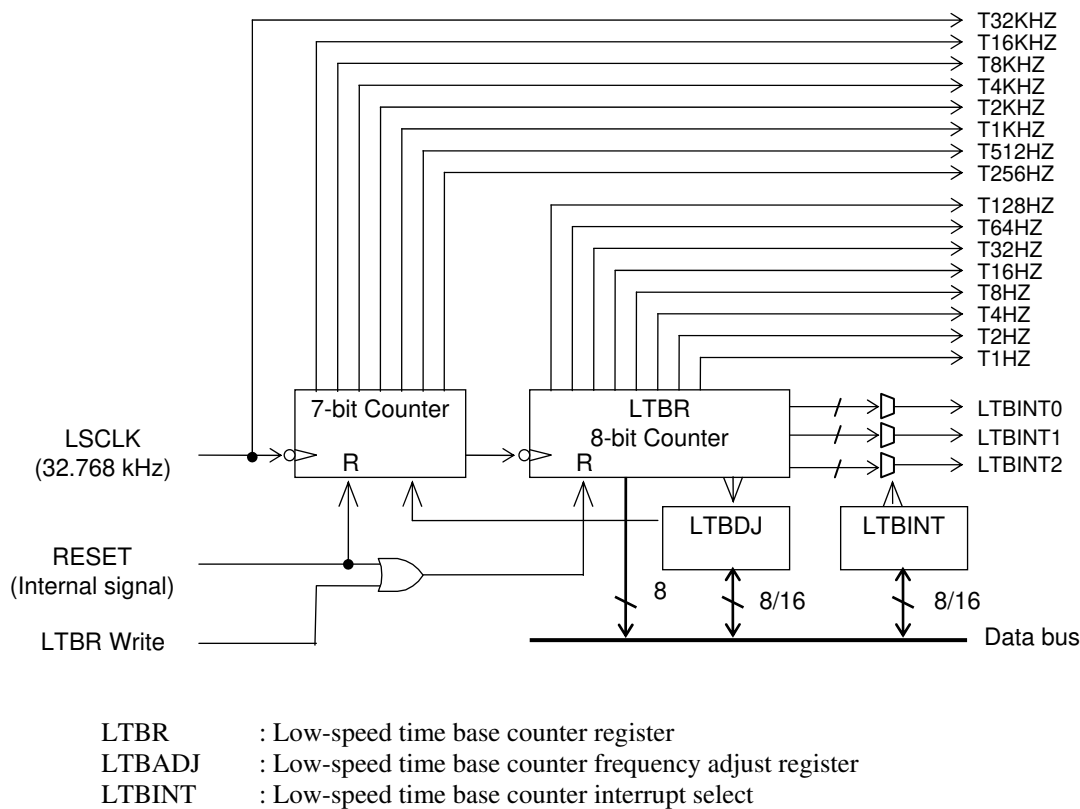 T32KHZ
T16KHZ
T8KHZ
T4KHZ
T2KHZ
T1KHZ
T512HZ
T256HZ
T128HZ
T64HZ
T32HZ
T16HZ
T8HZ
T4HZ
T2HZ
T1HZ
7-bit Counter
R
LTBR
8-bit Counter
R
LTBINT0
LTBINT1
LTBINT2
LSCLK
(32.768 kHz)
LTBDJ
LTBINT
RESET
(Internal signal)
8
8/16
8/16
LTBR Write
Data bus
LTBR : Low-speed time base counter register
LTBADJ : Low-speed time base counter frequency adjust register
LTBINT : Low-speed time base counter interrupt select